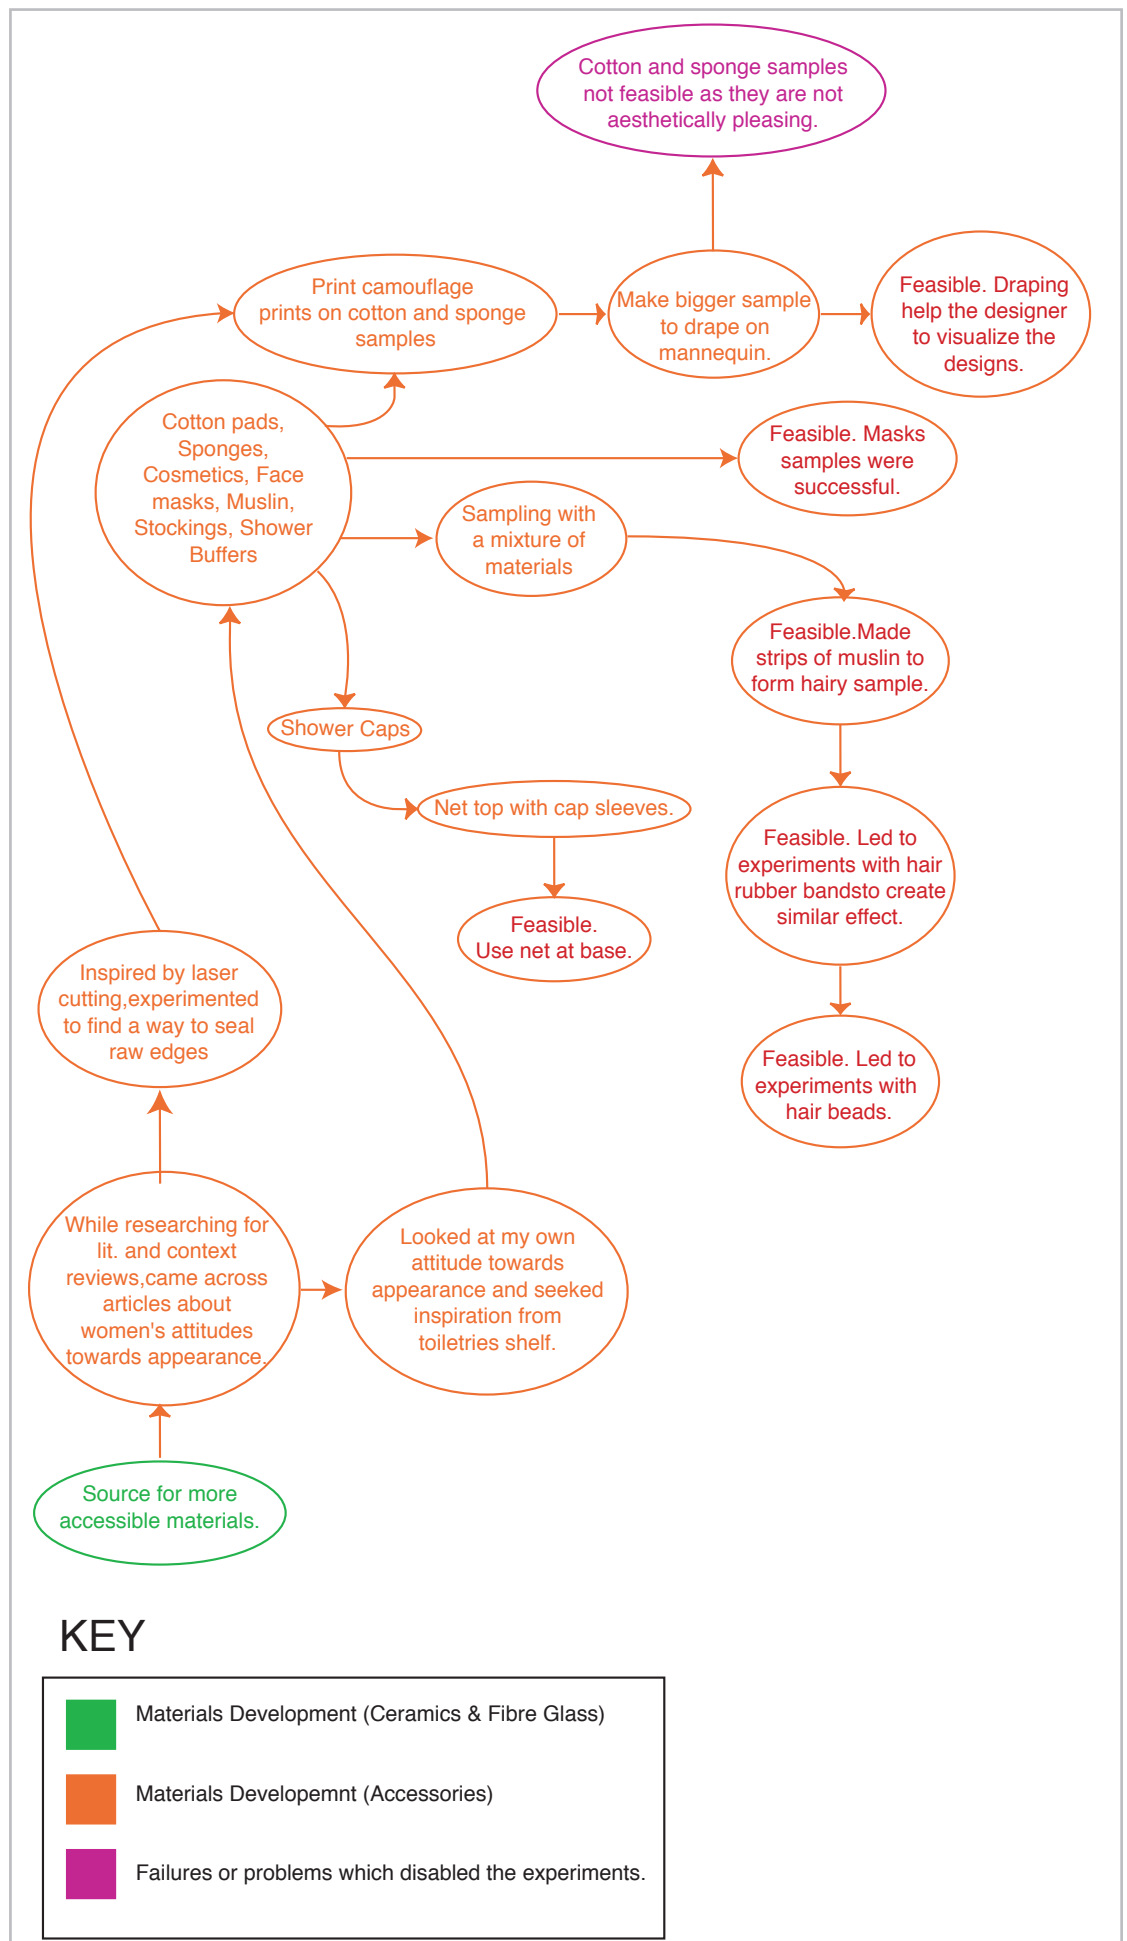 Cotton and sponge samples
not feasible as they are not
aesthetically pleasing.
Print camouflage
prints on cotton and sponge
samples
Make bigger sample
to drape on
mannequin.
Feasible. Draping
help the designer
to visualize the
designs.
Cotton pads,
Sponges,
Cosmetics, Face
masks, Muslin,
Stockings, Shower
Buffers
Feasible. Masks
samples were
successful.
Sampling with
a mixture of
materials
Feasible.Made
strips of muslin to
form hairy sample.
Shower Caps
Net top with cap sleeves.
Feasible. Led to
experiments with hair
rubber bandsto create
similar effect.
Feasible.
Use net at base.
Inspired by laser
cutting,experimented
to find a way to seal
raw edges
Feasible. Led to
experiments with
hair beads.
While researching for
lit. and context
reviews,came across
articles about
women's attitudes
towards appearance.
Looked at my own
attitude towards
appearance and seeked
inspiration from
toiletries shelf.
Source for more
accessible materials.
KEY
Materials Development (Ceramics & Fibre Glass)
Materials Developemnt (Accessories)
Failures or problems which disabled the experiments.